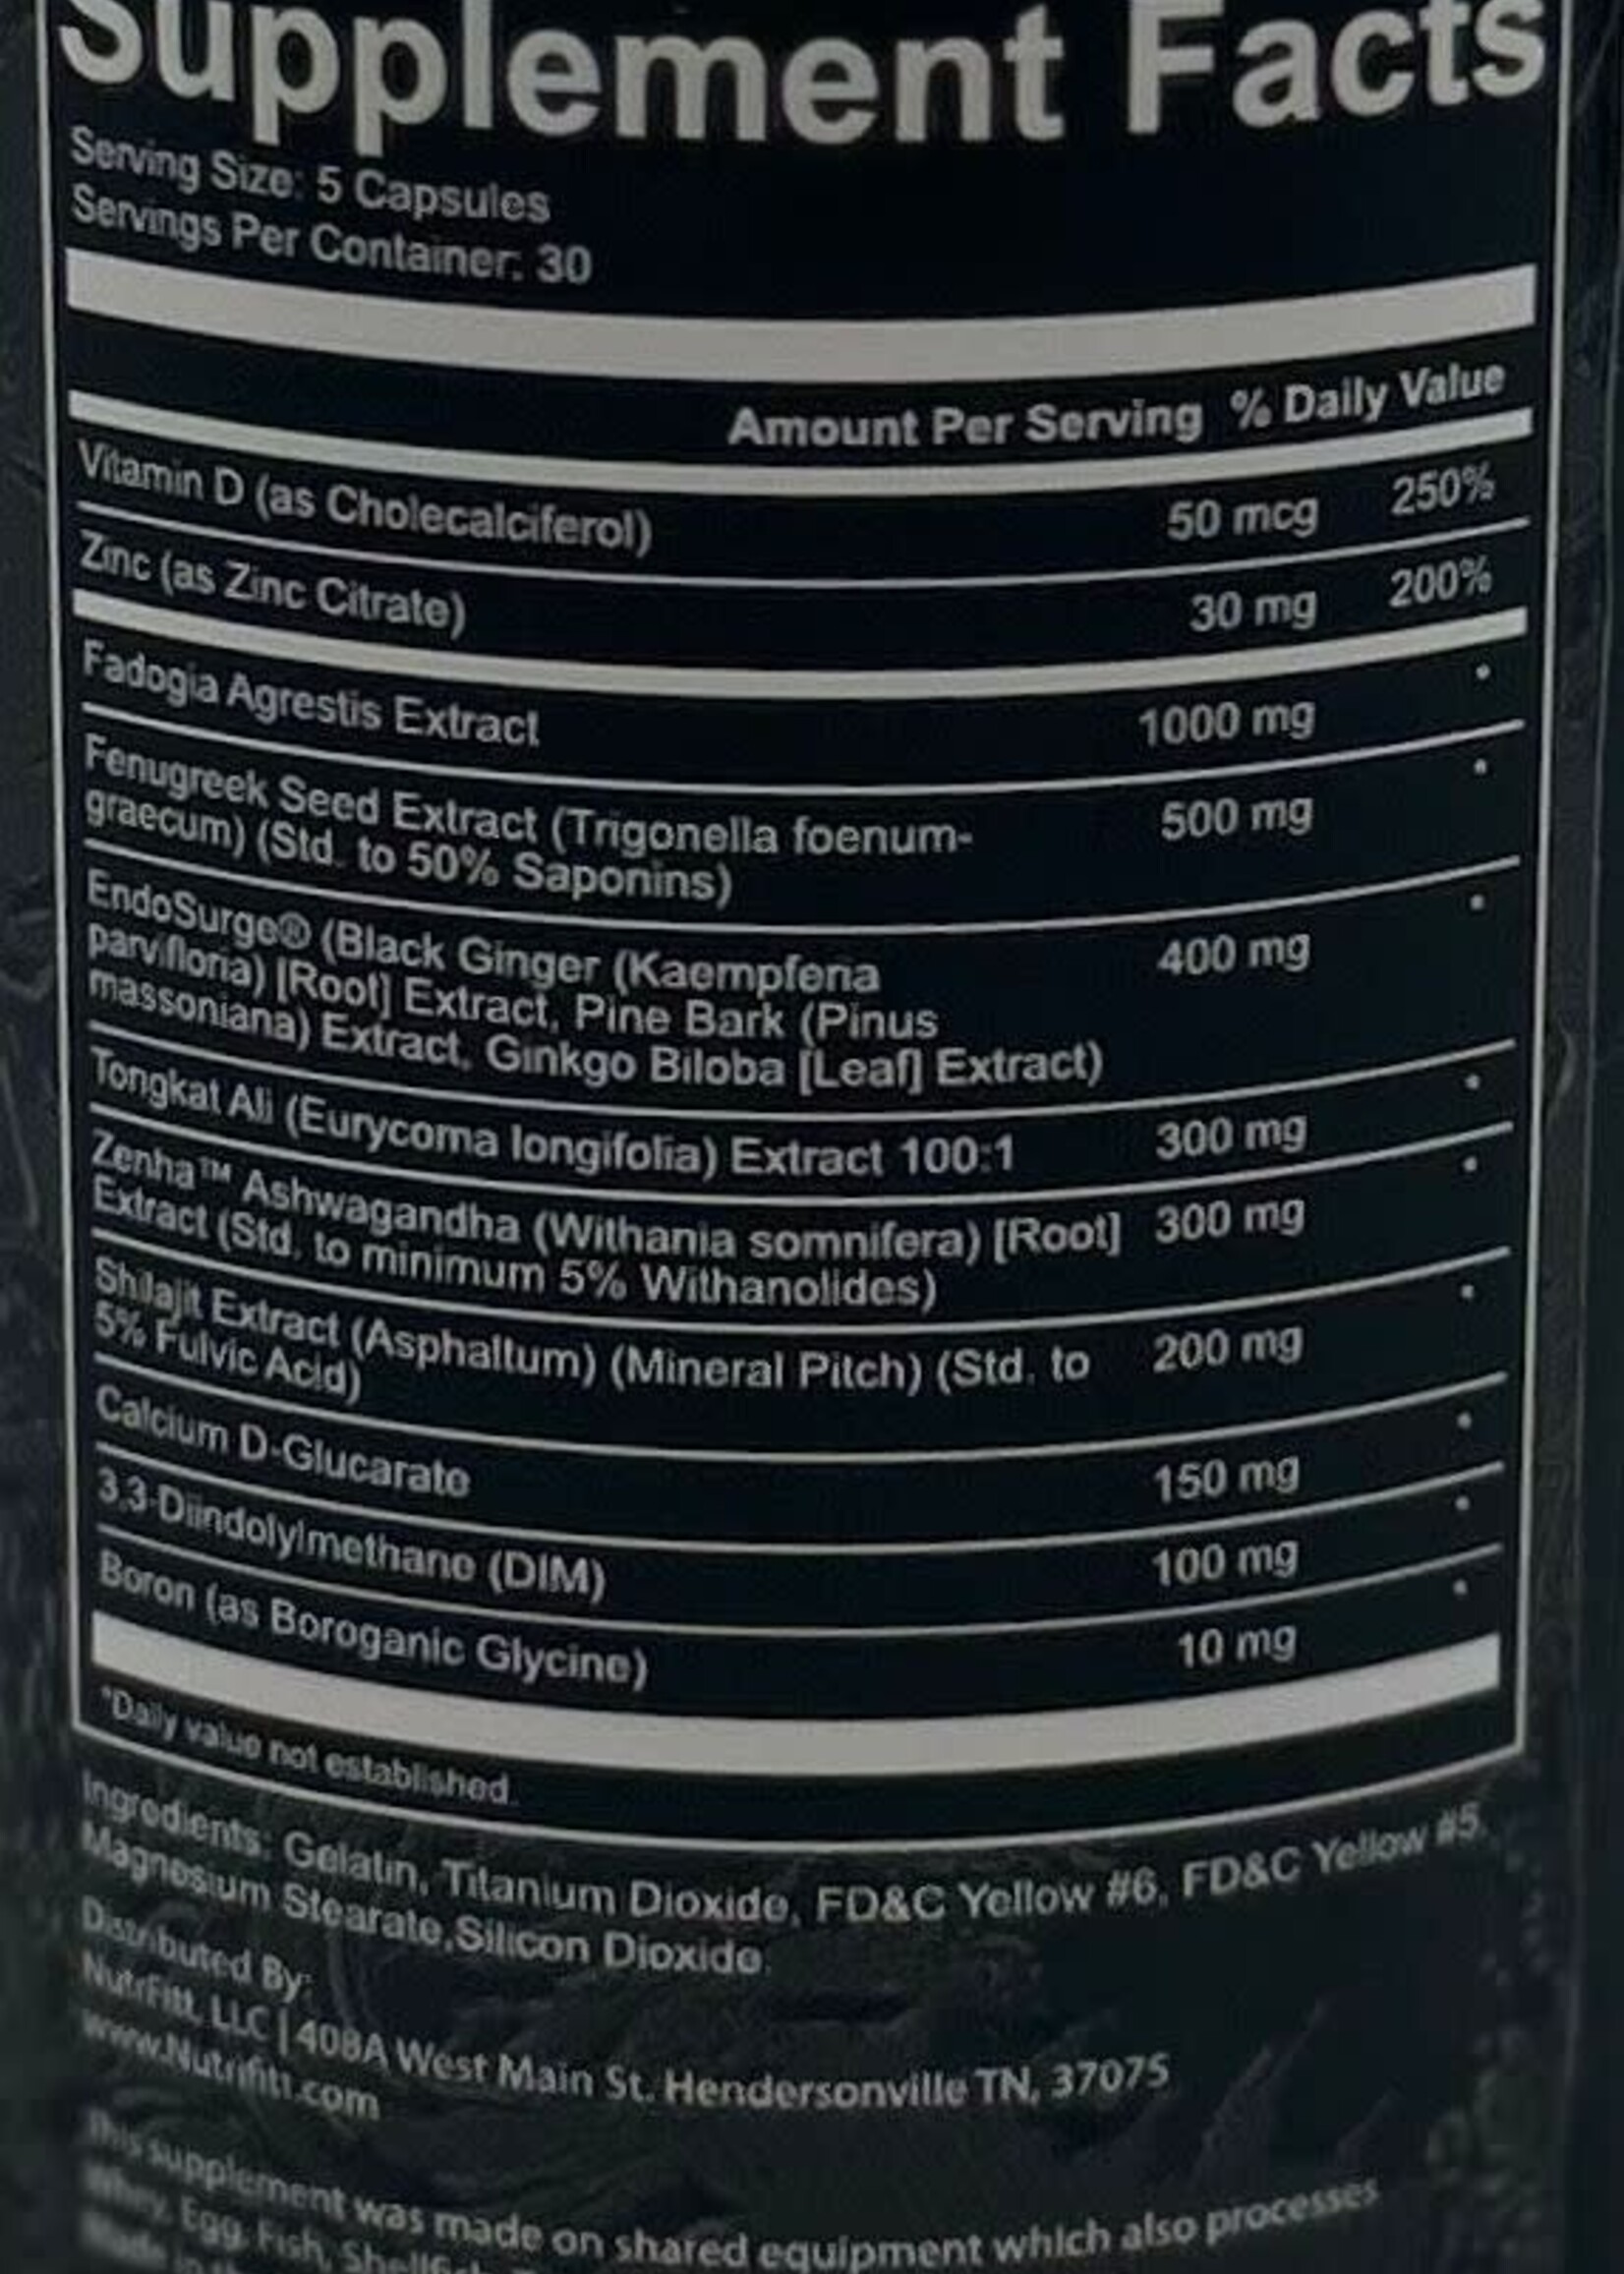 Supplement Facts
Serving Size: 5 Capsules
Servings Per Container: 30
Amount Per Serving % Daily Value
Vitamin D (as Cholecalciferol) 50 mcg 250%
Zinc (as Zinc Citrate) 30 mg 200%
Fadogia Agrestis Extract 1000 mg *
Fenugreek Seed Extract (Trigonella foenum- 500 mg *
graecum) (Std. to 50% Saponins)
EndoSurge® (Black Ginger (Kaempferia 400 mg *
parvifloria) [Root] Extract, Pine Bark (Pinus
massoniana) Extract, Ginkgo Biloba [Leaf] Extract)
Tongkat Ali (Eurycoma longifolia) Extract 100:1 300 mg *
Zenha™ Ashwagandha (Withania somnifera) [Root] 300 mg *
Extract (Std. to minimum 5% Withanolides)
Shilajit Extract (Asphaltum) (Mineral Pitch) (Std. to 200 mg *
5% Fulvic Acid)
Calcium D-Glucarate 150 mg *
3,3-Diindolylmethane (DIM) 100 mg *
Boron (as Boroganic Glycine) 10 mg *
*Daily value not established.
Ingredients: Gelatin, Titanium Dioxide, FD&C Yellow #6, FD&C Yellow #5,
Magnesium Stearate,Silicon Dioxide.
Distributed By:
NutriFitt, LLC | 408A West Main St. Hendersonville TN, 37075
www.Nutrifitt.com
This supplement was made on shared equipment which also processes
Whey, Egg, Fish, Shellfish,
Made in the